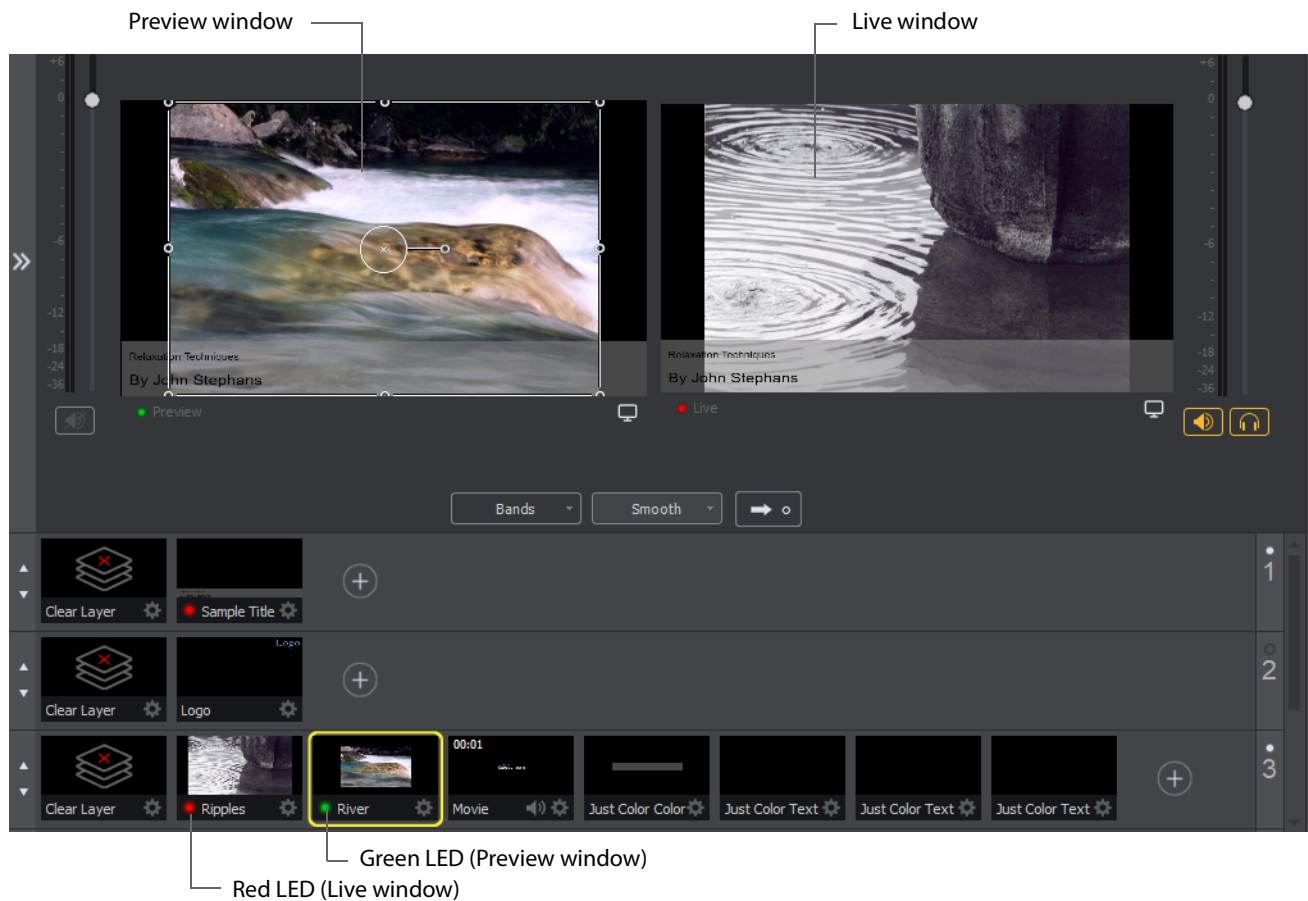 Preview window
Live window
+6
-
0
-
-
-
-6
-
-12
-
-18
-24
-36
+6
-
0
-
-
-
-6
-
-12
-
-18
-24
-36
Relaxation Techniques
By John Stephans
Relaxation Techniques
By John Stephans
Preview
Live
Bands
Smooth
1
Clear Layer
Sample Title
Logo
2
Clear Layer
Logo
00:01
3
Clear Layer
Ripples
River
Movie
Just Color Color
Just Color Text
Just Color Text
Just Color Text
Green LED (Preview window)
Red LED (Live window)